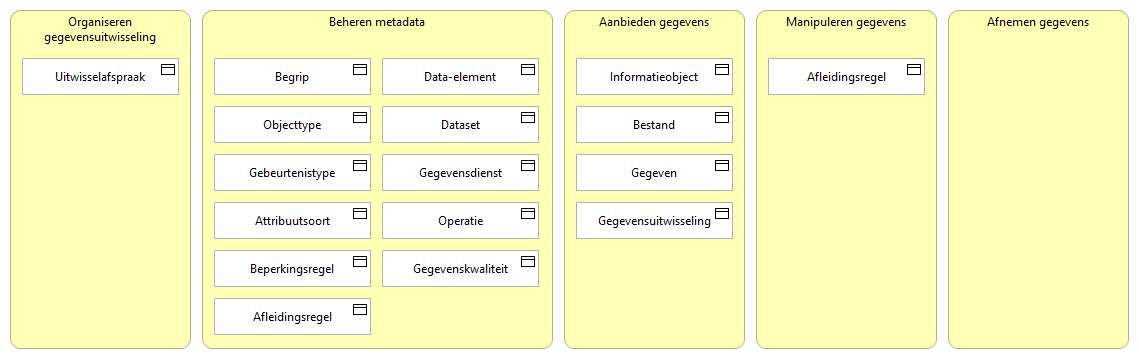 Organiseren
gegevensuitwisseling
Uitwisselafspraak
Beheren metadata
Begrip
Data-element
Objecttype
Dataset
Gebeurtenistype
Gegevensdienst
Attribuutsoort
Operatie
Beperkingsregel
Gegevenskwaliteit
Afleidingsregel
Aanbieden gegevens
Informatieobject
Bestand
Gegeven
Gegevensuitwisseling
Manipuleren gegevens
Afleidingsregel
Afnemen gegevens